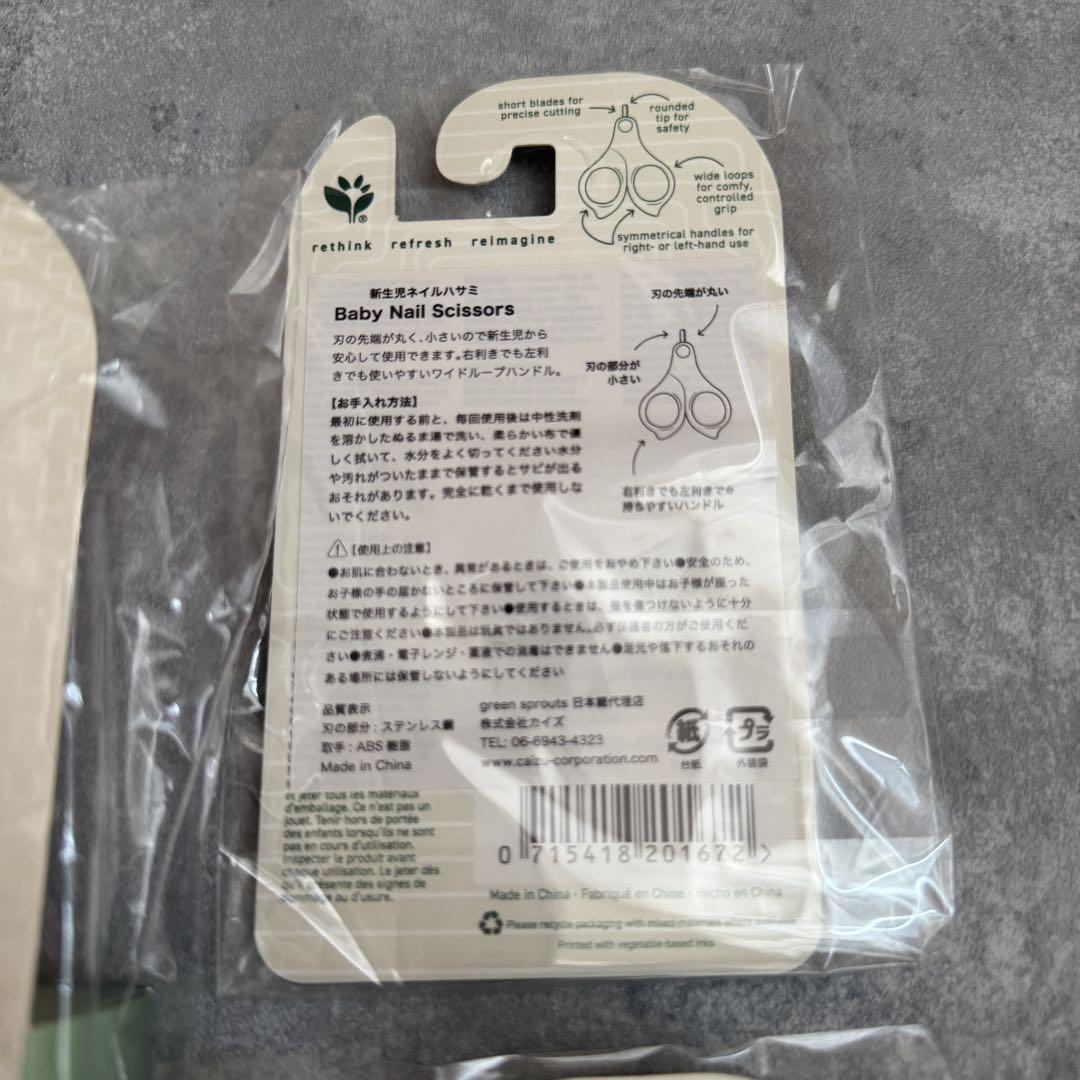 short blades for
precise cutting
rounded
tip for
safety
wide loops
for comfy,
controlled
grip
symmetrical handles for
right- or left-hand use
®
rethink refresh reimagine
新生児ネイルハサミ
Baby Nail Scissors
刃の先端が丸く、小さいので新生児から
安心して使用できます。右利きでも左利
きでも使いやすいワイドループハンドル。
刃の先端が丸い
刃の部分が
小さい
右利きでも左利きでも
持ちやすいハンドル
【お手入れ方法】
最初に使用する前と、毎回使用後は中性洗剤
を溶かしたぬるま湯で洗い、柔らかい布で優
しく拭いて、水分をよく切ってください水分
や汚れがついたままで保管するとサビが出る
おそれがあります。完全に乾くまで使用しな
いでください。
【使用上の注意】
●お肌に合わないとき、異常があるときは、ご使用をおやめ下さい●安全のため、
お子様の手の届かないところに保管して下さい●本製品使用中はお子様が座った
状態で使用するようにして下さい●使用するときは、服を傷つけないように十分
にご注意ください●本製品は玩具ではありません。必ず保護者の方がご使用くだ
さい●煮沸・電子レンジ・薬液での消毒はできません●足元や落下するおそれの
ある場所には保管しないようにしてください
品質表示
刃の部分：ステンレス鋼
取手：ABS 樹脂
Made in China
green sprouts 日本総代理店
株式会社カイズ
TEL: 06-6943-4323
www.caizu-corporation.com
紙
台紙
プラ
外装袋
et jeter tous les matériaux
d'emballage. Ce n'est pas un
jouet. Tenir hors de portée
des enfants lorsqu'ils ne sont
pas en cours d'utilisation.
Inspecter le produit avant
chaque utilisation. Le jeter dès
qu'il présente des signes de
dommage ou d'usure.
0 715418 201672 >
Made in China · Fabriqué en Chine · Hecho en China
Please recycle packaging with mixed-materials where
Printed with vegetable-based inks